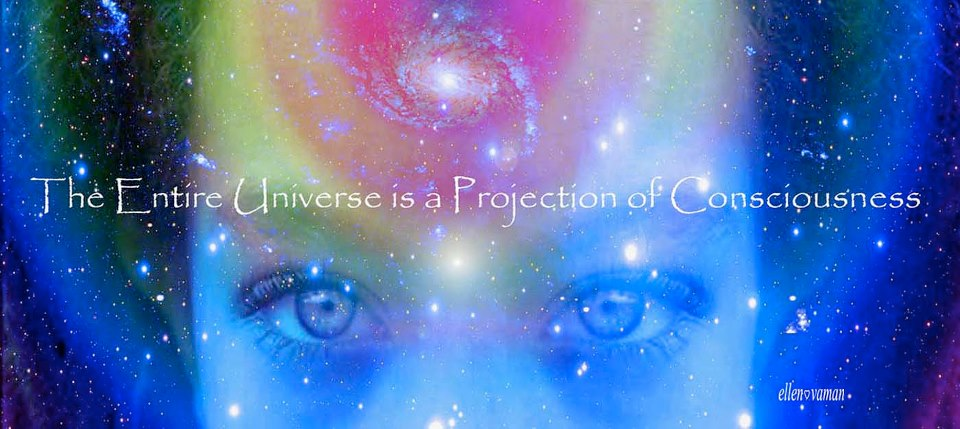 The Entire Universe is a Projection of Consciousness
ellen♡vaman